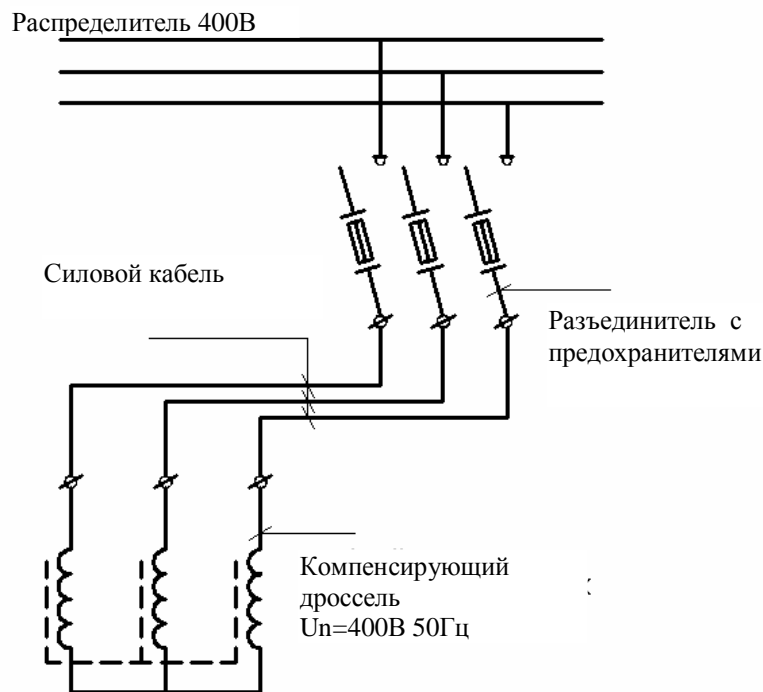 Распределитель 400В
Силовой кабель
Разъединитель с
предохранителями
Компенсирующий
дроссель
Un=400В 50Гц